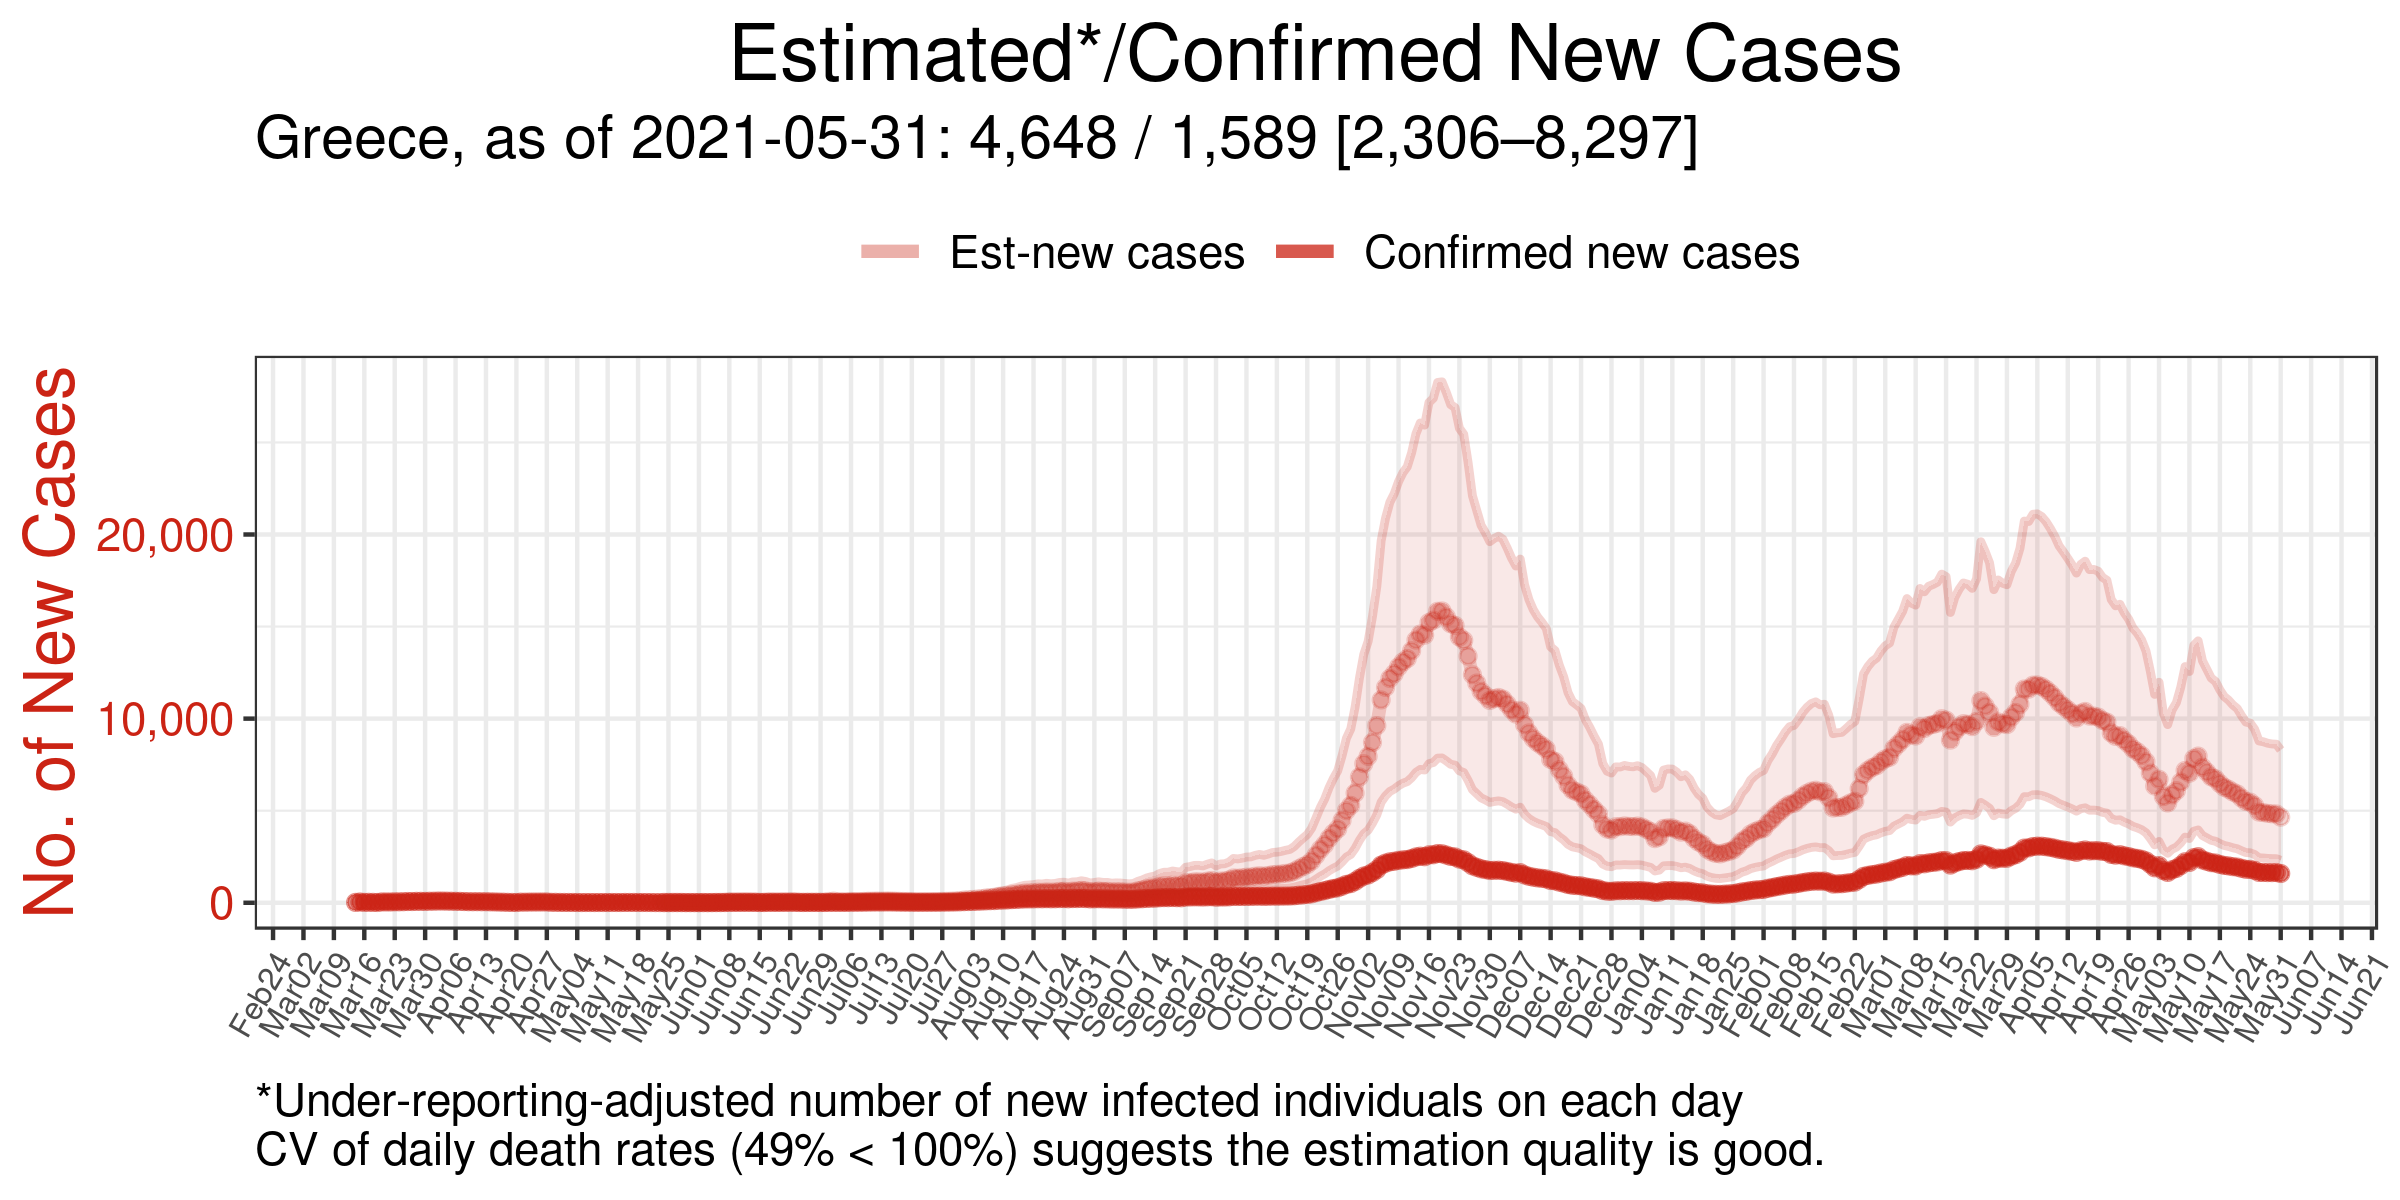 Estimated*/Confirmed New Cases
Greece, as of 2021-05-31: 4,648 / 1,589 [2,306–8,297]
Est-new cases Confirmed new cases
No. of New Cases
20,000
10,000
0
Feb24 Mar02 Mar09 Mar16 Mar23 Mar30 Apr06 Apr13 Apr20 Apr27 May04 May11 May18 May25 Jun01 Jun08 Jun15 Jun22 Jun29 Jul06 Jul13 Jul20 Jul27 Aug03 Aug10 Aug17 Aug24 Aug31 Sep07 Sep14 Sep21 Sep28 Oct05 Oct12 Oct19 Oct26 Nov02 Nov09 Nov16 Nov23 Nov30 Dec07 Dec14 Dec21 Dec28 Jan04 Jan11 Jan18 Jan25 Feb01 Feb08 Feb15 Feb22 Mar01 Mar08 Mar15 Mar22 Mar29 Apr05 Apr12 Apr19 Apr26 May03 May10 May17 May24 May31 Jun07 Jun14 Jun21
*Under-reporting-adjusted number of new infected individuals on each day
CV of daily death rates (49% < 100%) suggests the estimation quality is good.